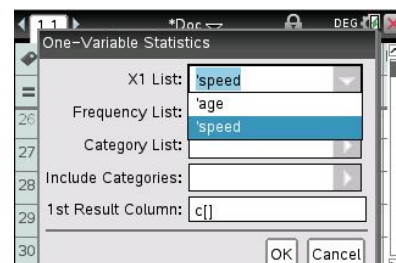 1.1 *Doc DEG
One-Variable Statistics
X1 List: 'speed
'age
'speed
Frequency List:
Category List:
Include Categories:
1st Result Column: c[]
OK Cancel
=
26
27
28
29
30